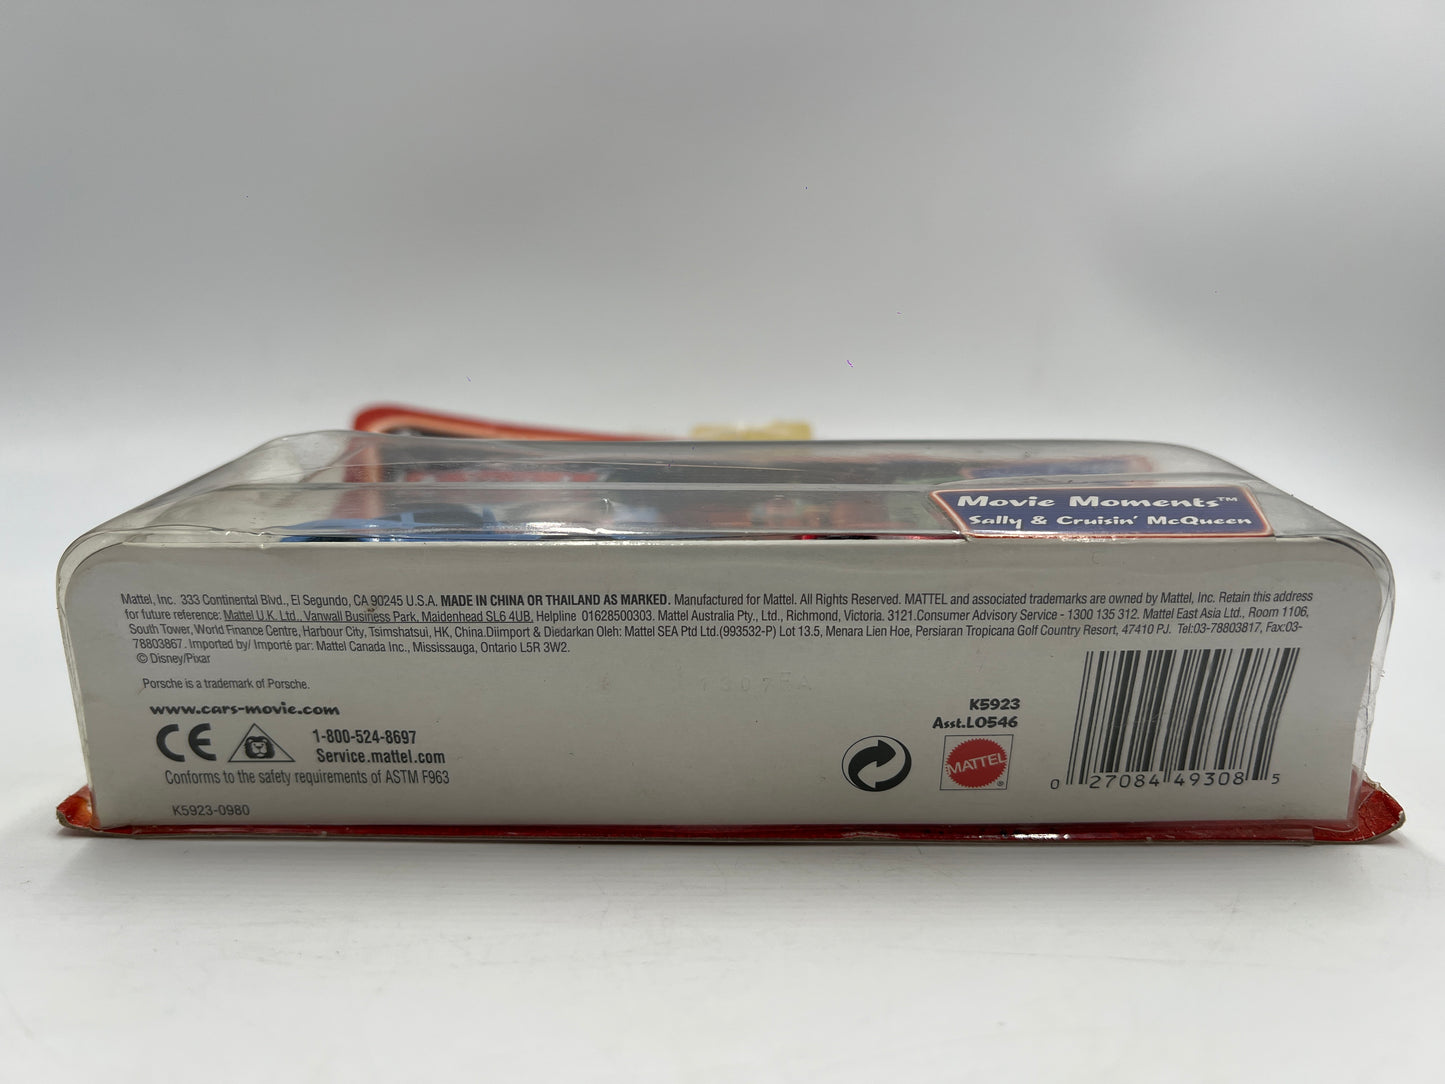 Movie Moments™
Sally & Cruisin' McQueen
Mattel, Inc. 333 Continental Blvd., El Segundo, CA 90245 U.S.A. MADE IN CHINA OR THAILAND AS MARKED. Manufactured for Mattel. All Rights Reserved. MATTEL and associated trademarks are owned by Mattel, Inc. Retain this address
for future reference: Mattel U.K. Ltd., Vanwall Business Park, Maidenhead SL6 4UB. Helpline 01628500303. Mattel Australia Pty., Ltd., Richmond, Victoria. 3121.Consumer Advisory Service - 1300 135 312. Mattel East Asia Ltd., Room 1106,
South Tower, World Finance Centre, Harbour City, Tsimshatsui, HK, China.Diimport & Diedarkan Oleh: Mattel SEA Ptd Ltd.(993532-P) Lot 13.5, Menara Lien Hoe, Persiaran Tropicana Golf Country Resort, 47410 PJ. Tel:03-78803817, Fax:03-
78803867. Imported by/ Importé par: Mattel Canada Inc., Mississauga, Ontario L5R 3W2.
© Disney/Pixar
Porsche is a trademark of Porsche.
www.cars-movie.com
CE
1-800-524-8697
Service.mattel.com
Conforms to the safety requirements of ASTM F963
K5923-0980
K5923
Asst.L0546
MATTEL®
0 27084 49308 5